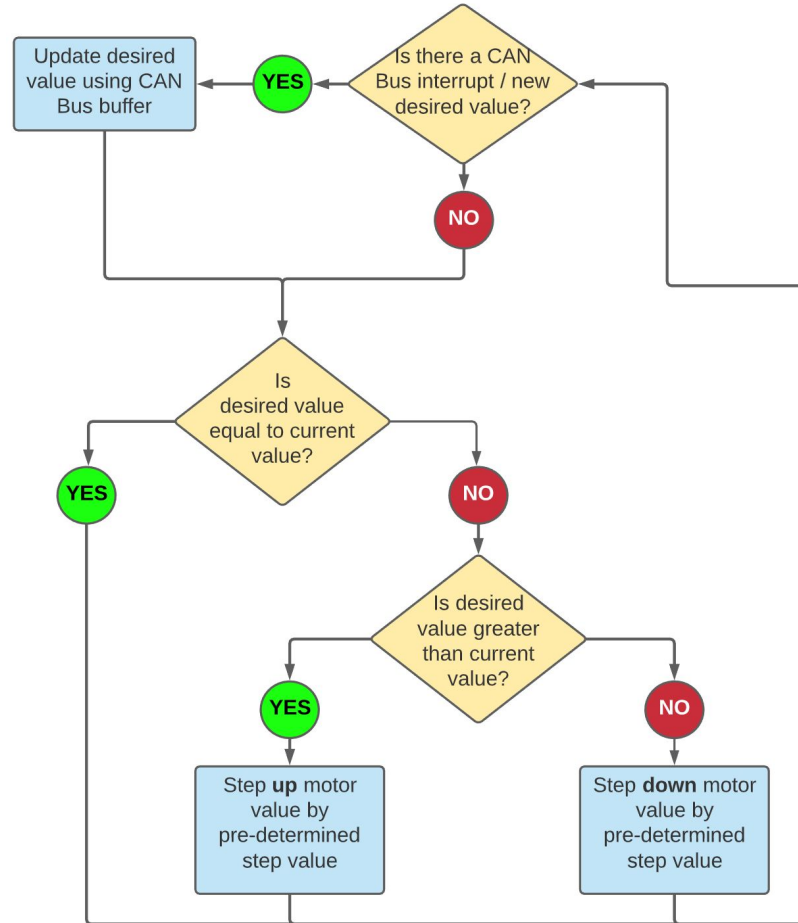 Is there a CAN
Bus interrupt / new
desired value?
YES
Update desired
value using CAN
Bus buffer
NO
Is
desired value
equal to current
value?
YES
NO
Is desired
value greater
than current
value?
YES
NO
Step up motor
value by
pre-determined
step value
Step down motor
value by
pre-determined
step value